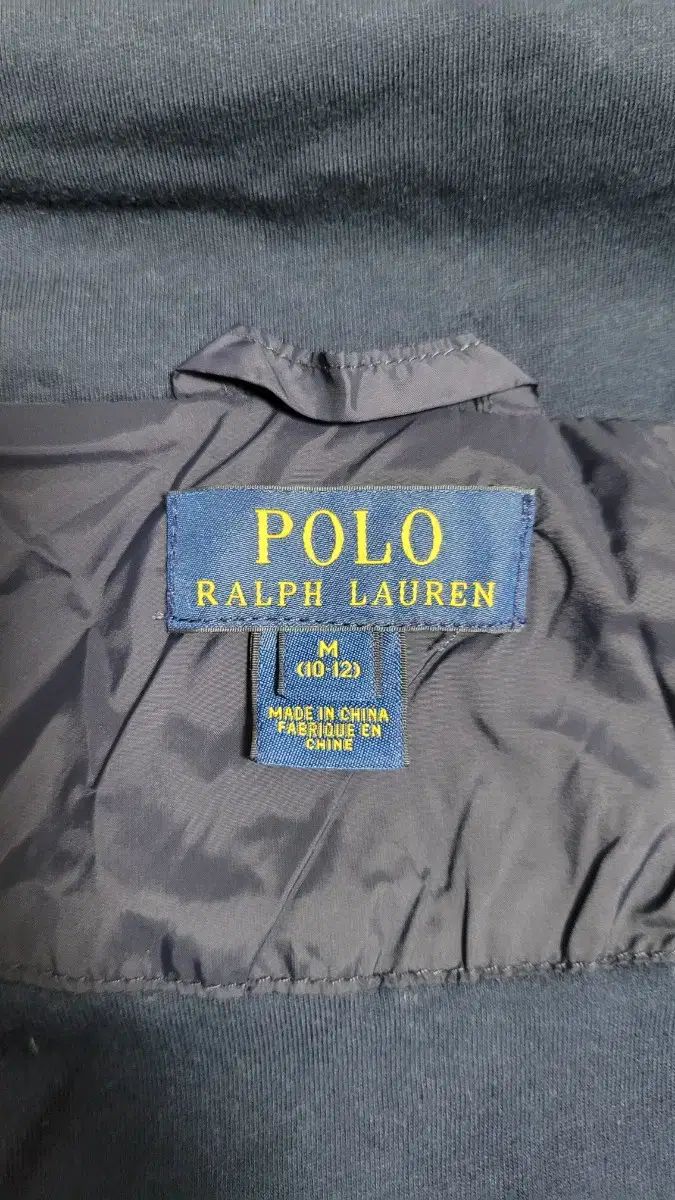 POLO
RALPH LAUREN
M
(10-12)
MADE IN CHINA
FABRIQUE EN
CHINE